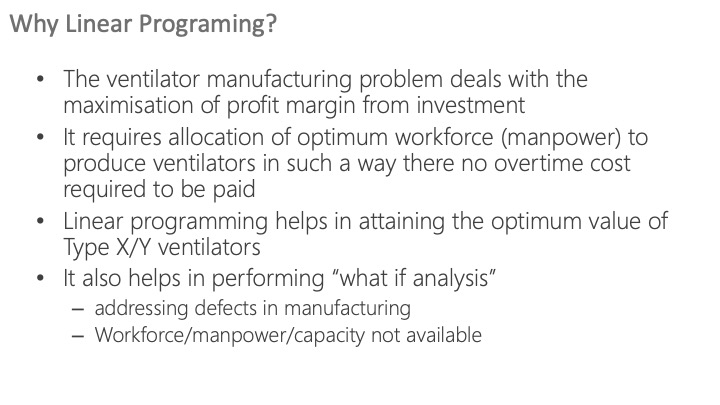 Why Linear Programing?
• The ventilator manufacturing problem deals with the
maximisation of profit margin from investment
• It requires allocation of optimum workforce (manpower) to
produce ventilators in such a way there no overtime cost
required to be paid
• Linear programming helps in attaining the optimum value of
Type X/Y ventilators
• It also helps in performing “what if analysis”
– addressing defects in manufacturing
– Workforce/manpower/capacity not available